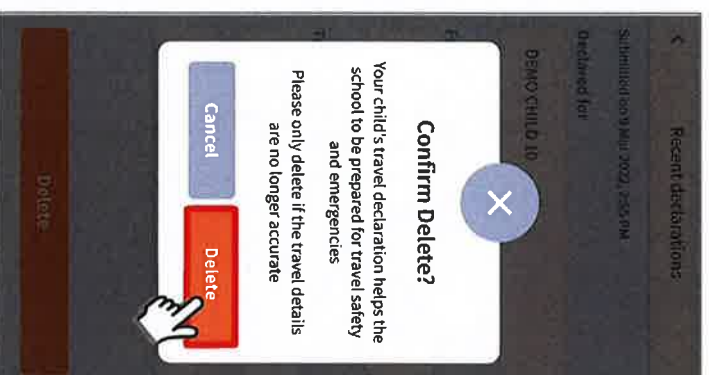 Recent declarations
Submitted on 9 Mar 2022, 2:55 PM
Declared for
DEMO CHILD 10
Confirm Delete?
Your child's travel declaration helps the
school to be prepared for travel safety
and emergencies
Please only delete if the travel details
are no longer accurate
Cancel
Delete
Delete